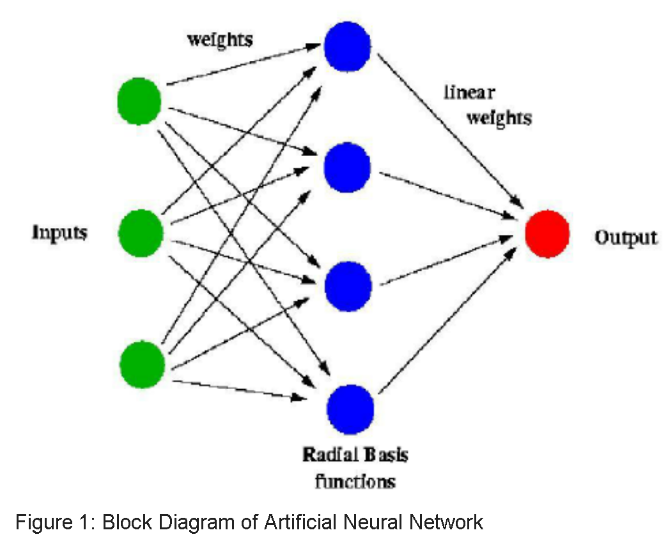 weights
linear
weights
Inputs
Output
Radial Basis
functions
Figure 1: Block Diagram of Artificial Neural Network